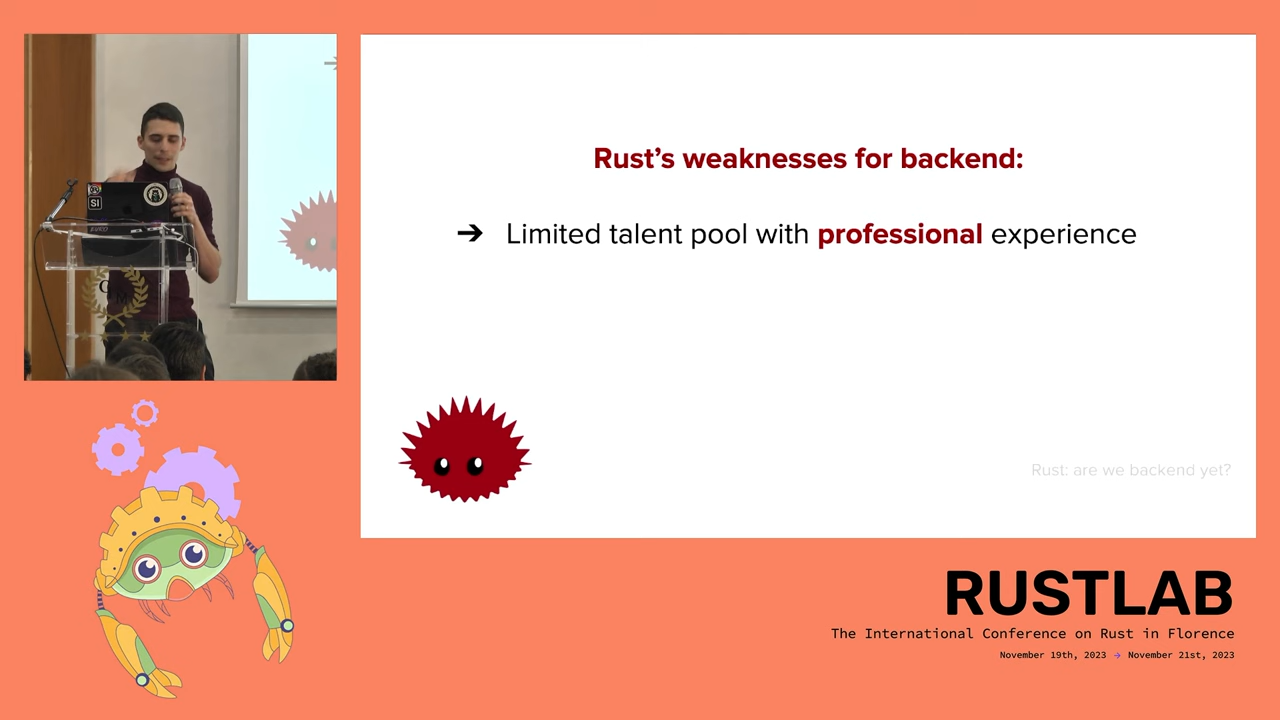 Rust's weaknesses for backend:
➔ Limited talent pool with professional experience
Rust: are we backend yet?
SI
RUSTLAB
The International Conference on Rust in Florence
November 19th, 2023 → November 21st, 2023